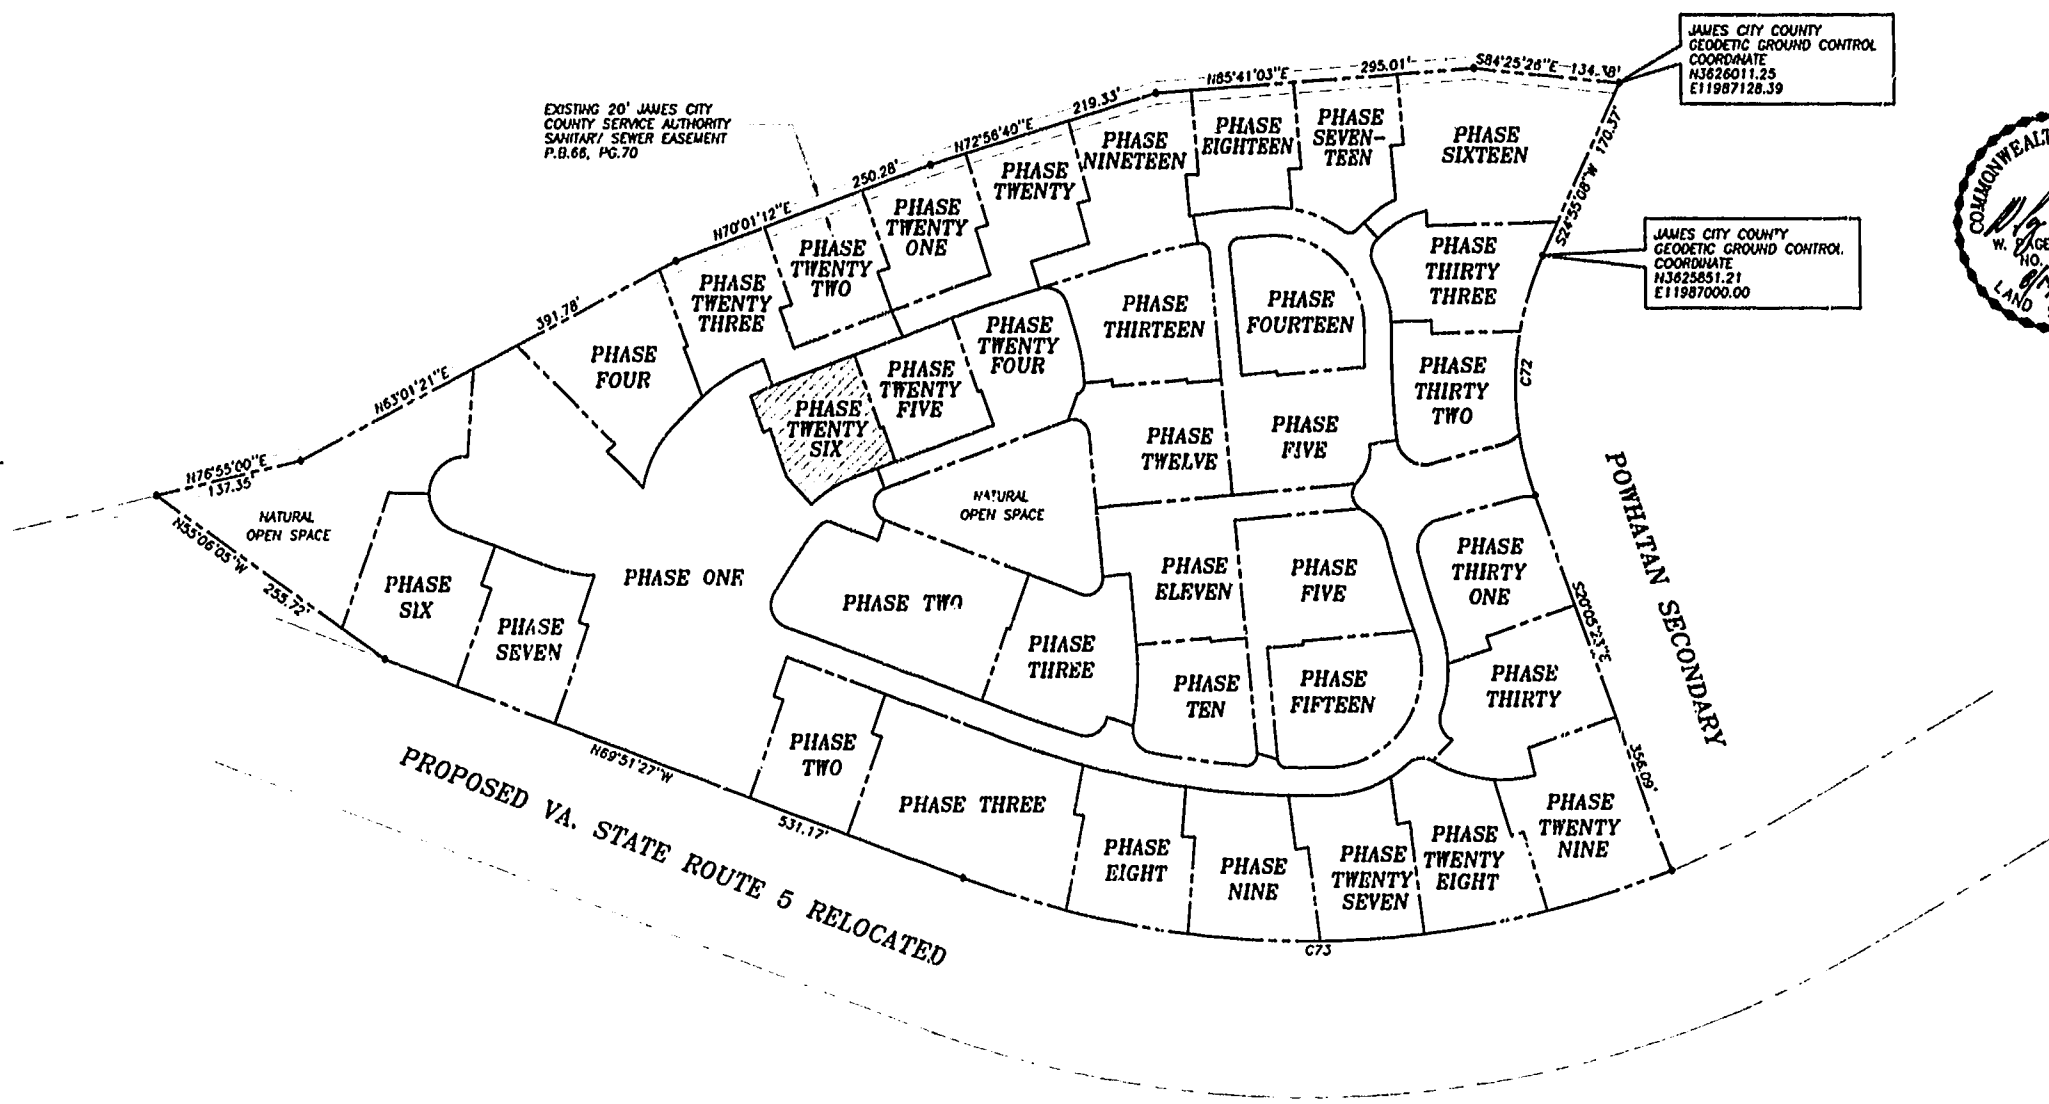 JAMES CITY COUNTY
GEODETIC GROUND CONTROL
COORDINATE
N3626011.25
E11987128.39
EXISTING 20' JAMES CITY
COUNTY SERVICE AUTHORITY
SANITARY SEWER EASEMENT
P.B.66, PG.70
N85°41'03"E
295.01'
S84°25'26"E
134.38'
219.33'
N72°56'40"E
250.28'
N70°01'12"E
391.78'
N63°01'21"E
N76°55'00"E
137.35'
N55°06'05"W
255.72'
S24°55'08"W 170.37'
JAMES CITY COUNTY
GEODETIC GROUND CONTROL
COORDINATE
N3625851.21
E11987000.00
COMMONWEALT
W.
NO.
LAND
PHASE
NINETEEN
PHASE
EIGHTEEN
PHASE
SEVEN-
TEEN
PHASE
SIXTEEN
PHASE
TWENTY
PHASE
TWENTY
ONE
PHASE
TWENTY
TWO
PHASE
TWENTY
THREE
PHASE
FOUR
PHASE
THIRTY
THREE
PHASE
THIRTEEN
PHASE
FOURTEEN
PHASE
TWENTY
FOUR
PHASE
TWENTY
FIVE
PHASE
TWENTY
SIX
PHASE
THIRTY
TWO
C72
PHASE
TWELVE
PHASE
FIVE
NATURAL
OPEN SPACE
NATURAL
OPEN SPACE
POWHATAN SECONDARY
PHASE
SIX
PHASE
SEVEN
PHASE ONE
PHASE TWO
PHASE
THREE
PHASE
ELEVEN
PHASE
FIVE
PHASE
THIRTY
ONE
S20°05'23"E
356.09'
PHASE
TEN
PHASE
FIFTEEN
PHASE
THIRTY
PHASE
TWO
PHASE THREE
PHASE
EIGHT
PHASE
NINE
PHASE
TWENTY
SEVEN
PHASE
TWENTY
EIGHT
PHASE
TWENTY
NINE
N69°51'27"W
531.17'
C73
PROPOSED VA. STATE ROUTE 5 RELOCATED